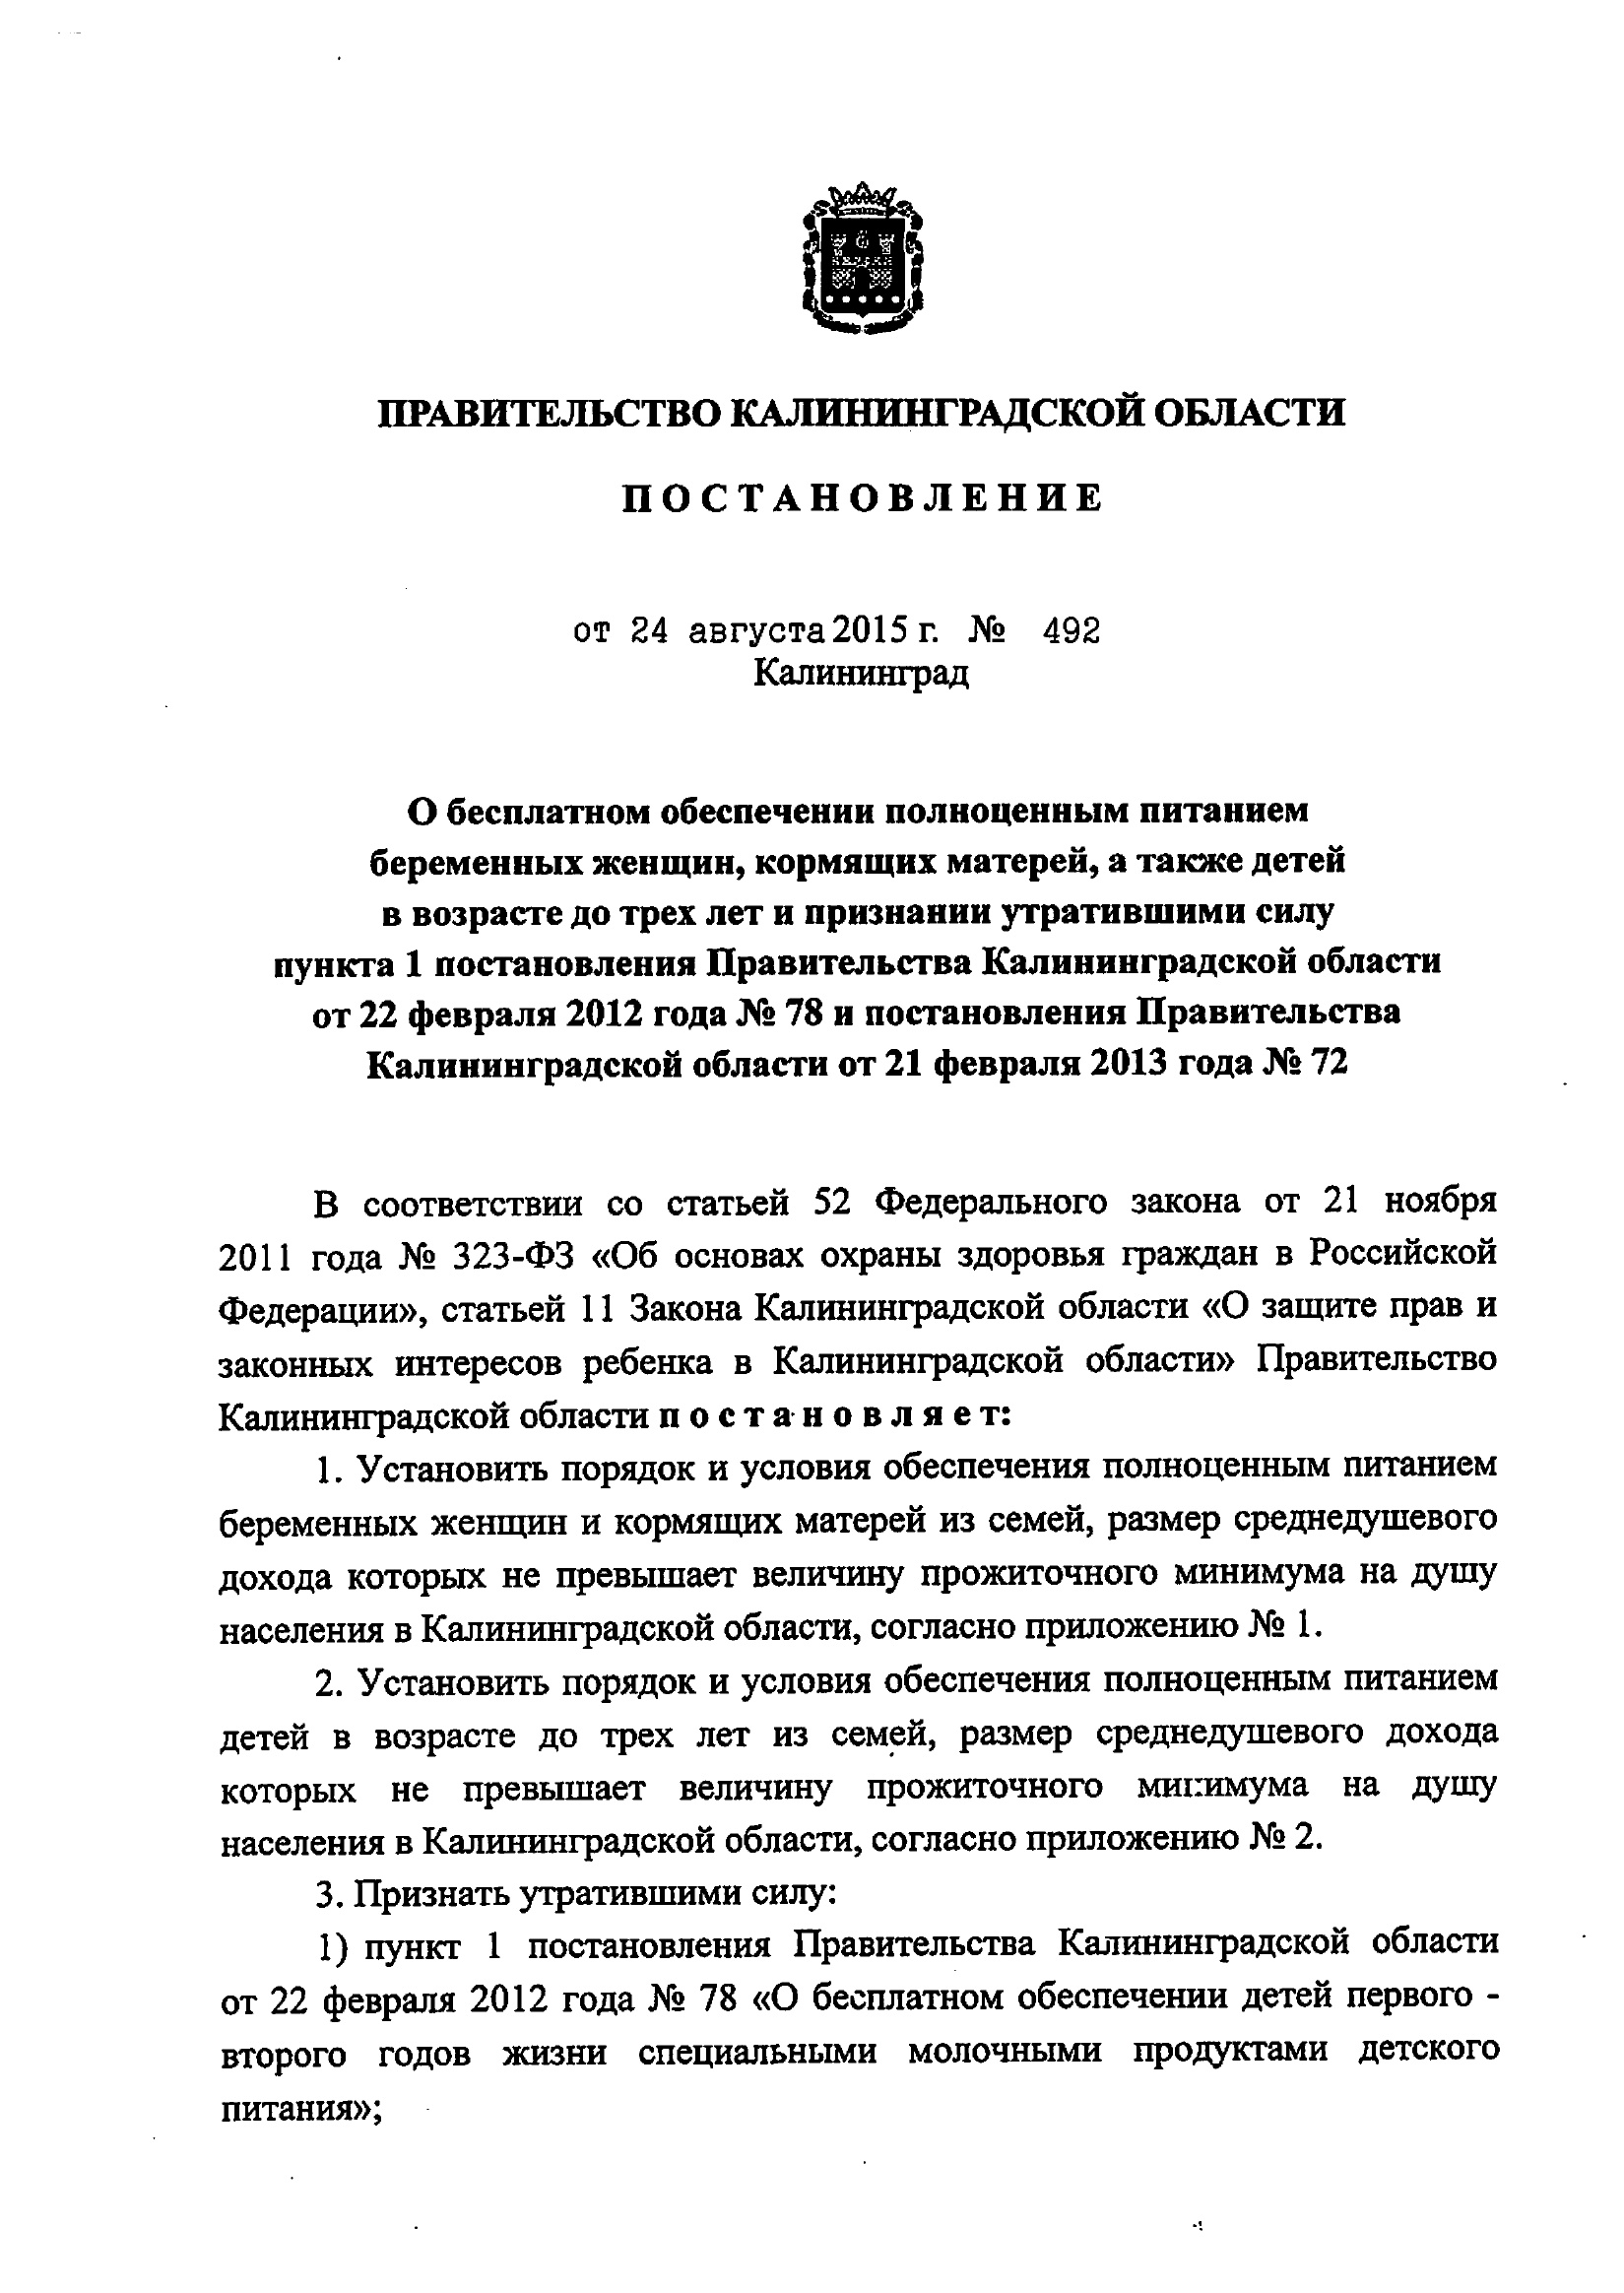 ПРАВИТЕЛЬСТВО КАЛИНИНГРАДСКОЙ ОБЛАСТИ
П О С Т А Н О В Л Е Н И Е
от 24 августа 2015 г. № 492
Калининград
О бесплатном обеспечении полноценным питанием
беременных женщин, кормящих матерей, а также детей
в возрасте до трех лет и признании утратившими силу
пункта 1 постановления Правительства Калининградской области
от 22 февраля 2012 года № 78 и постановления Правительства
Калининградской области от 21 февраля 2013 года № 72
В соответствии со статьей 52 Федерального закона от 21 ноября
2011 года № 323-ФЗ «Об основах охраны здоровья граждан в Российской
Федерации», статьей 11 Закона Калининградской области «О защите прав и
законных интересов ребенка в Калининградской области» Правительство
Калининградской области п о с т а н о в л я е т:
1. Установить порядок и условия обеспечения полноценным питанием
беременных женщин и кормящих матерей из семей, размер среднедушевого
дохода которых не превышает величину прожиточного минимума на душу
населения в Калининградской области, согласно приложению № 1.
2. Установить порядок и условия обеспечения полноценным питанием
детей в возрасте до трех лет из семей, размер среднедушевого дохода
которых не превышает величину прожиточного минимума на душу
населения в Калининградской области, согласно приложению № 2.
3. Признать утратившими силу:
1) пункт 1 постановления Правительства Калининградской области
от 22 февраля 2012 года № 78 «О бесплатном обеспечении детей первого -
второго годов жизни специальными молочными продуктами детского
питания»;